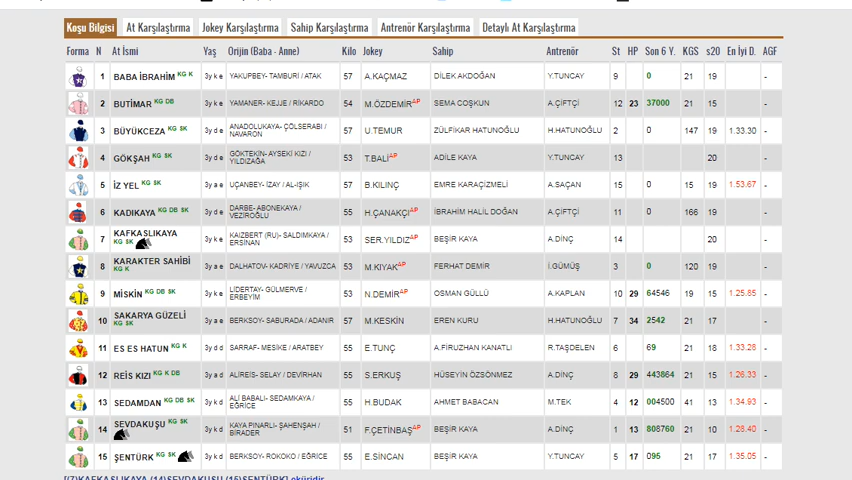 Koşu Bilgisi At Karşılaştırma Jokey Karşılaştırma Sahip Karşılaştırma Antrenör Karşılaştırma Detaylı At Karşılaştırma
Forma N At İsmi Yaş Orijin (Baba - Anne) Kilo Jokey Sahip Antrenör St HP Son 6 Y. KGS s20 En İyi D. AGF
1 BABA İBRAHİM KG K 3y k e YAKUPBEY- TAMBURİ / ATAK 57 A.KAÇMAZ DİLEK AKDOĞAN Y.TUNCAY 9 0 21 19 -
2 BUTİMAR KG DB 3y k e YAMANER- KEJJE / RİKARDO 54 M.ÖZDEMİR AP SEMA COŞKUN A.ÇİFTÇİ 12 23 37000 21 15 -
3 BÜYÜKCEZA KG SK 3y d e ANADOLUKAYA- ÇÖLSERABI / NAVARON 57 U.TEMUR ZÜLFİKAR HATUNOĞLU H.HATUNOĞLU 2 0 147 19 1.33.30 -
4 GÖKŞAH KG SK 3y d e GÖKTEKİN- AYSEKİ KIZI / YILDIZAĞA 53 T.BALİ AP ADİLE KAYA Y.TUNCAY 13 20 -
5 İZ YEL KG SK 3y a e UÇANBEY- İZAY / AL-IŞIK 57 B.KILINÇ EMRE KARACİZMELİ A.SAÇAN 15 0 15 19 1.53.67 -
6 KADIKAYA KG DB SK 3y d e DARBE- ABONEKAYA / VEZİROĞLU 55 H.ÇANAKÇI AP İBRAHİM HALİL DOĞAN A.ÇİFTÇİ 11 0 166 19 -
7 KAFKASLIKAYA KG SK 3y k e KAIZBERT (RU)- SALDIMKAYA / ERSİNAN 53 SER.YILDIZ AP BEŞİR KAYA A.DİNÇ 14 20 -
8 KARAKTER SAHİBİ KG K 3y a e DALHATOV- KADRIYE / YAVUZCA 53 M.KIYAK AP FERHAT DEMİR İ.GÜMÜŞ 3 0 120 19 -
9 MİSKİN KG DB SK 3y k e LİDERTAY- GÜLMERVE / ERBEYİM 53 N.DEMİR AP OSMAN GÜLLÜ A.KAPLAN 10 29 64546 19 15 1.25.85 -
10 SAKARYA GÜZELİ KG SK 3y a e BERKSOY- SABURADA / ADANIR 57 M.KESKİN EREN KURU H.HATUNOĞLU 7 34 2542 21 17 -
11 ES ES HATUN KG K 3y d d SARRAF- MESİKE / ARATBEY 55 E.TUNÇ A.FİRUZHAN KANATLI R.TAŞDELEN 6 69 21 18 1.33.28 -
12 REİS KIZI KG K DB 3y a d ALİREİS- SELAY / DEVİRHAN 55 S.ERKUŞ HÜSEYİN ÖZSÖNMEZ A.DİNÇ 8 29 443864 21 15 1.26.33 -
13 SEDAMDAN KG DB SK 3y k d ALİ BABALI- SEDAMKAYA / EĞRİCE 55 H.BUDAK AHMET BABACAN M.TEK 4 12 004500 41 13 1.34.93 -
14 SEVDAKUŞU KG SK 3y k d KAYA PINARLI- ŞAHENŞAH / BİRADER 51 F.ÇETİNBAŞ AP BEŞİR KAYA A.DİNÇ 1 13 808760 21 10 1.28.40 -
15 ŞENTÜRK KG SK 3y k d BERKSOY- ROKOKO / EĞRİCE 57 E.SİNCAN BEŞİR KAYA Y.TUNCAY 5 17 095 21 17 1.35.05 -
[(7)KAFKASLIKAYA,(14)SEVDAKUŞU,(15)ŞENTÜRK] eküridir.